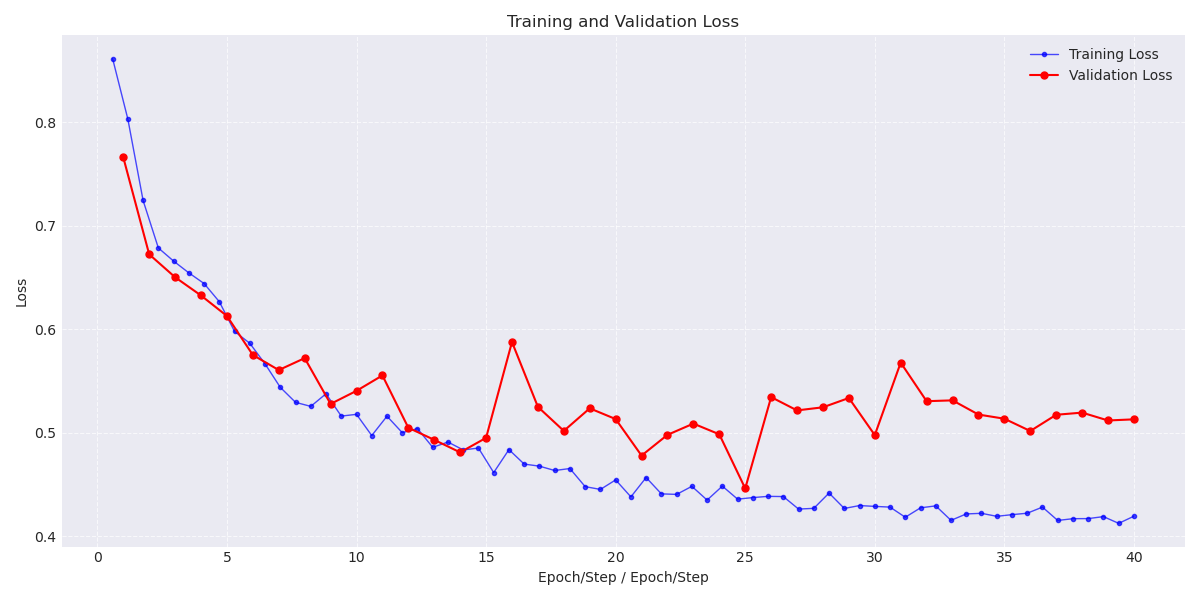 Training and Validation Loss
Training Loss
Validation Loss
0.8
0.7
0.6
0.5
0.4
Loss
0 5 10 15 20 25 30 35 40
Epoch/Step / Epoch/Step